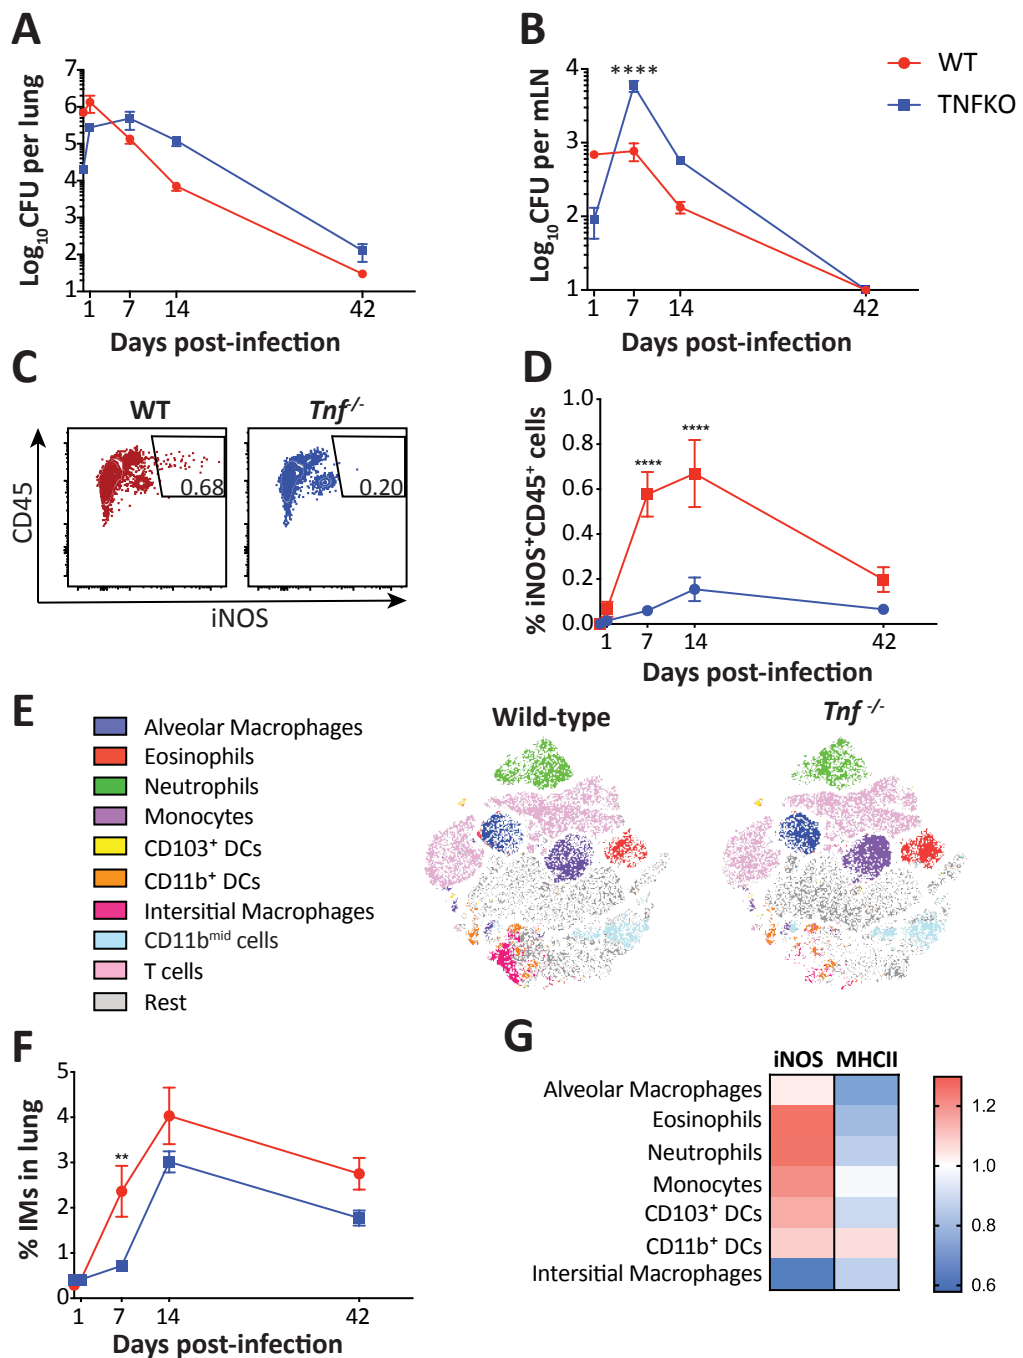 A
Log10CFU per lung
7
6
5
4
3
2
1
1 7 14 42
Days post-infection
B
Log10CFU per mLN
4
3
2
1
****
1 7 14 42
Days post-infection
WT
TNFKO
C
WT
Tnf-/-
CD45
0.68
0.20
iNOS
D
% iNOS+CD45+ cells
1.0
0.8
0.6
0.4
0.2
0.0
****
****
1 7 14 42
Days post-infection
E
Alveolar Macrophages
Eosinophils
Neutrophils
Monocytes
CD103+ DCs
CD11b+ DCs
Intersitial Macrophages
CD11bmid cells
T cells
Rest
Wild-type
Tnf -/-
F
% IMs in lung
5
4
3
2
1
0
**
1 7 14 42
Days post-infection
G
iNOS MHCII
Alveolar Macrophages
Eosinophils
Neutrophils
Monocytes
CD103+ DCs
CD11b+ DCs
Intersitial Macrophages
1.2
1.0
0.8
0.6